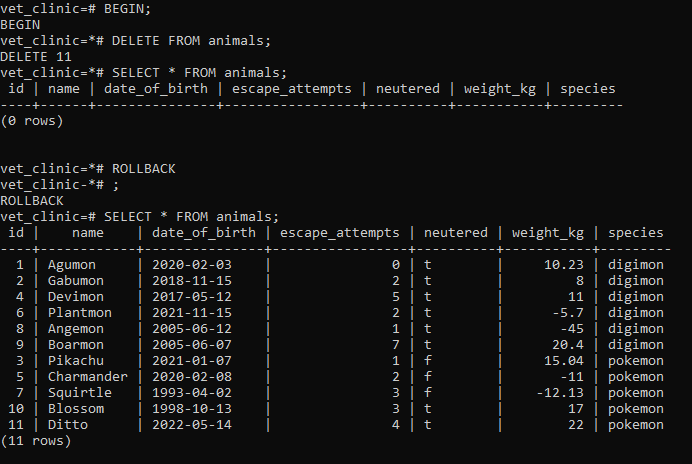 vet_clinic=# BEGIN;
BEGIN
vet_clinic=*# DELETE FROM animals;
DELETE 11
vet_clinic=*# SELECT * FROM animals;
 id | name | date_of_birth | escape_attempts | neutered | weight_kg | species
----+------+---------------+-----------------+----------+-----------+---------
(0 rows)


vet_clinic=*# ROLLBACK
vet_clinic-*# ;
ROLLBACK
vet_clinic=# SELECT * FROM animals;
 id |    name    | date_of_birth | escape_attempts | neutered | weight_kg | species
----+------------+---------------+-----------------+----------+-----------+---------
  1 | Agumon     | 2020-02-03    |               0 | t        |     10.23 | digimon
  2 | Gabumon    | 2018-11-15    |               2 | t        |         8 | digimon
  4 | Devimon    | 2017-05-12    |               5 | t        |        11 | digimon
  6 | Plantmon   | 2021-11-15    |               2 | t        |      -5.7 | digimon
  8 | Angemon    | 2005-06-12    |               1 | t        |       -45 | digimon
  9 | Boarmon    | 2005-06-07    |               7 | t        |      20.4 | digimon
  3 | Pikachu    | 2021-01-07    |               1 | f        |     15.04 | pokemon
  5 | Charmander | 2020-02-08    |               2 | f        |       -11 | pokemon
  7 | Squirtle   | 1993-04-02    |               3 | f        |    -12.13 | pokemon
 10 | Blossom    | 1998-10-13    |               3 | t        |        17 | pokemon
 11 | Ditto      | 2022-05-14    |               4 | t        |        22 | pokemon
(11 rows)